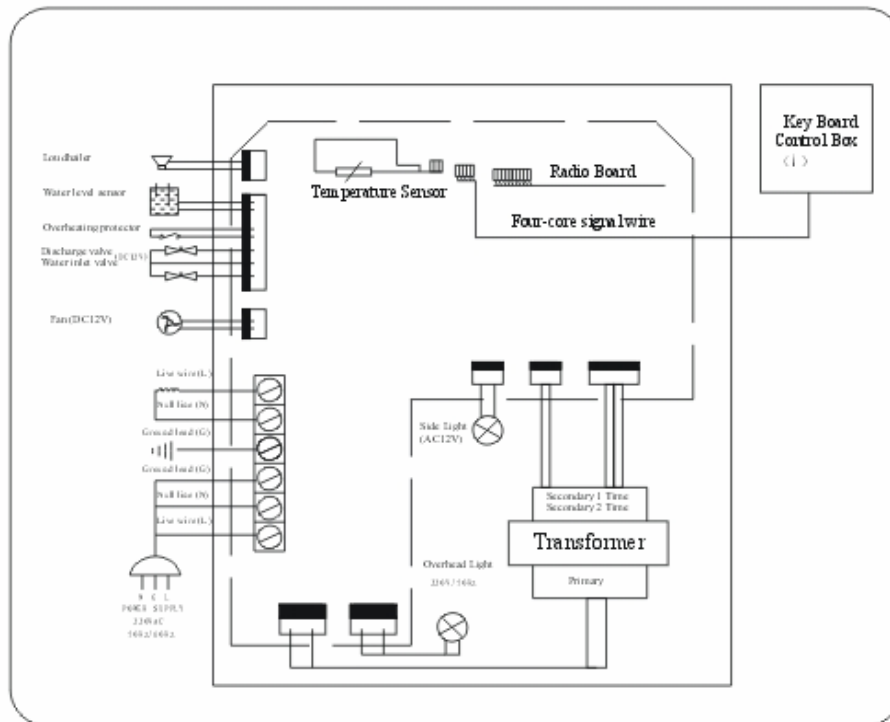 Key Board
Control Box
Loudhailer
Radio Board
Temperature Sensor
Water level sensor
Four-core signalwire
Overheating protector
Discharge valve
Water inlet valve
(DC12V)
Fan(DC12V)
Live wire(L)
Null line(N)
Ground lead(G)
Ground lead(G)
Null line(N)
Live wire(L)
Side Light
(AC12V)
Secondary 1 Time
Secondary 2 Time
Transformer
Primary
Overhead Light
POWER SUPPLY